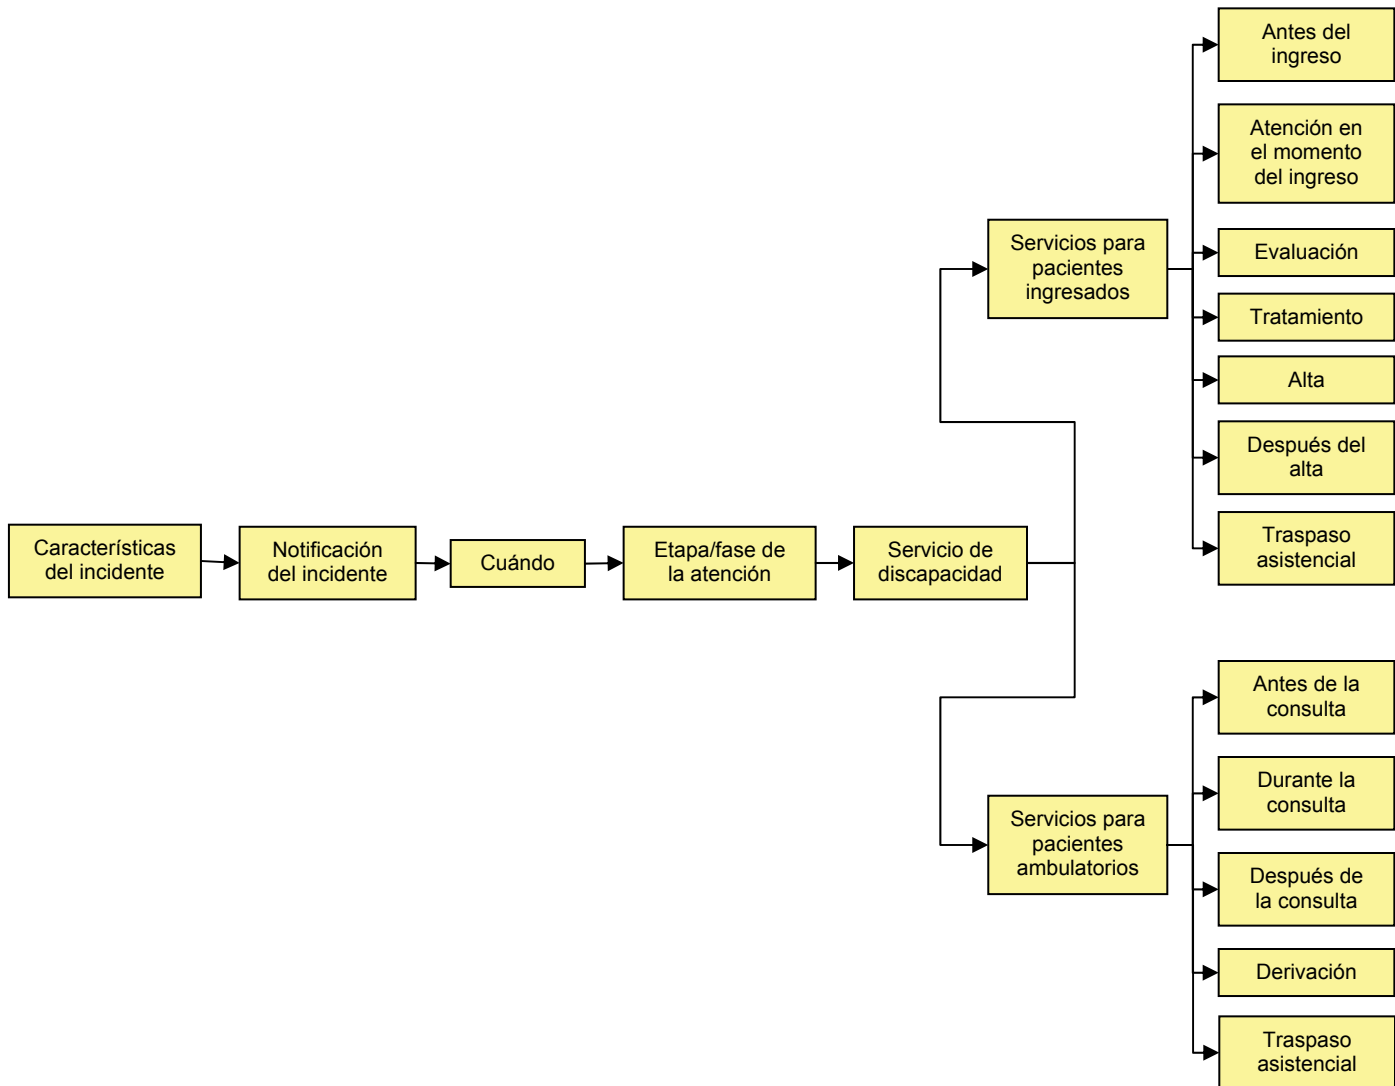 Características
del incidente
Notificación
del incidente
Cuándo
Etapa/fase de
la atención
Servicio de
discapacidad
Servicios para
pacientes
ingresados
Antes del
ingreso
Atención en
el momento
del ingreso
Evaluación
Tratamiento
Alta
Después del
alta
Traspaso
asistencial
Servicios para
pacientes
ambulatorios
Antes de la
consulta
Durante la
consulta
Después de
la consulta
Derivación
Traspaso
asistencial